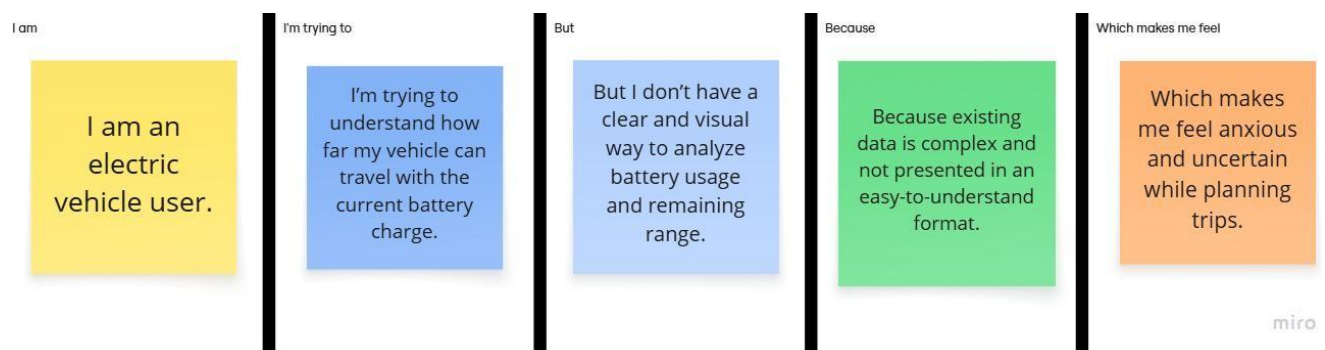 I am
I am an
electric
vehicle user.
I'm trying to
I’m trying to
understand how
far my vehicle can
travel with the
current battery
charge.
But
But I don’t have a
clear and visual
way to analyze
battery usage
and remaining
range.
Because
Because existing
data is complex and
not presented in an
easy-to-understand
format.
Which makes me feel
Which makes
me feel anxious
and uncertain
while planning
trips.
miro